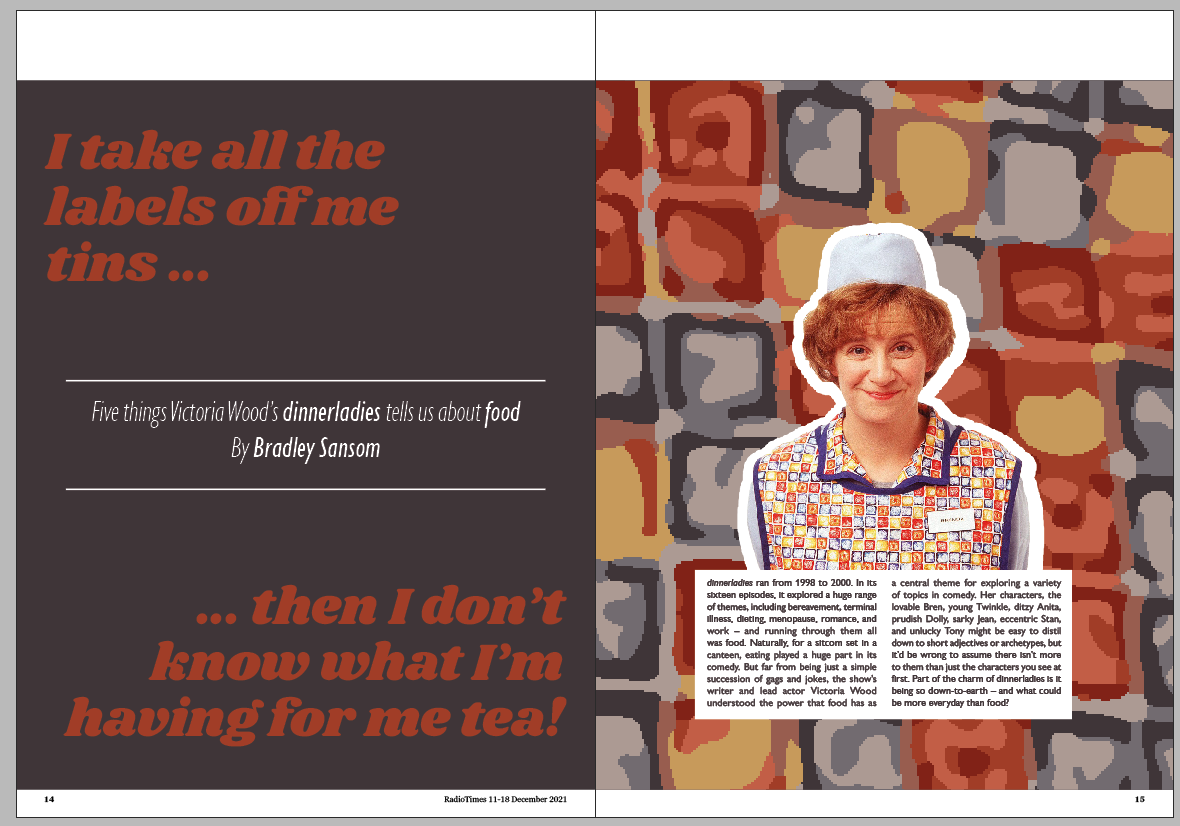 I take all the
labels off me
tins ...
Five things Victoria Wood's dinnerladies tells us about food
By Bradley Sansom
... then I don't
know what I'm
having for me tea!
14
RadioTimes 11-18 December 2021
dinnerladies ran from 1998 to 2000. In its
sixteen episodes, it explored a huge range
of themes, including bereavement, terminal
illness, dieting, menopause, romance, and
work – and running through them all
was food. Naturally, for a sitcom set in a
canteen, eating played a huge part in its
comedy. But far from being just a simple
succession of gags and jokes, the show's
writer and lead actor Victoria Wood
understood the power that food has as
a central theme for exploring a variety
of topics in comedy. Her characters, the
lovable Bren, young Twinkle, ditzy Anita,
prudish Dolly, sarky Jean, eccentric Stan,
and unlucky Tony might be easy to distil
down to short adjectives or archetypes, but
it'd be wrong to assume there isn't more
to them than just the characters you see at
first. Part of the charm of dinnerladies is it
being so down-to-earth – and what could
be more everyday than food?
15